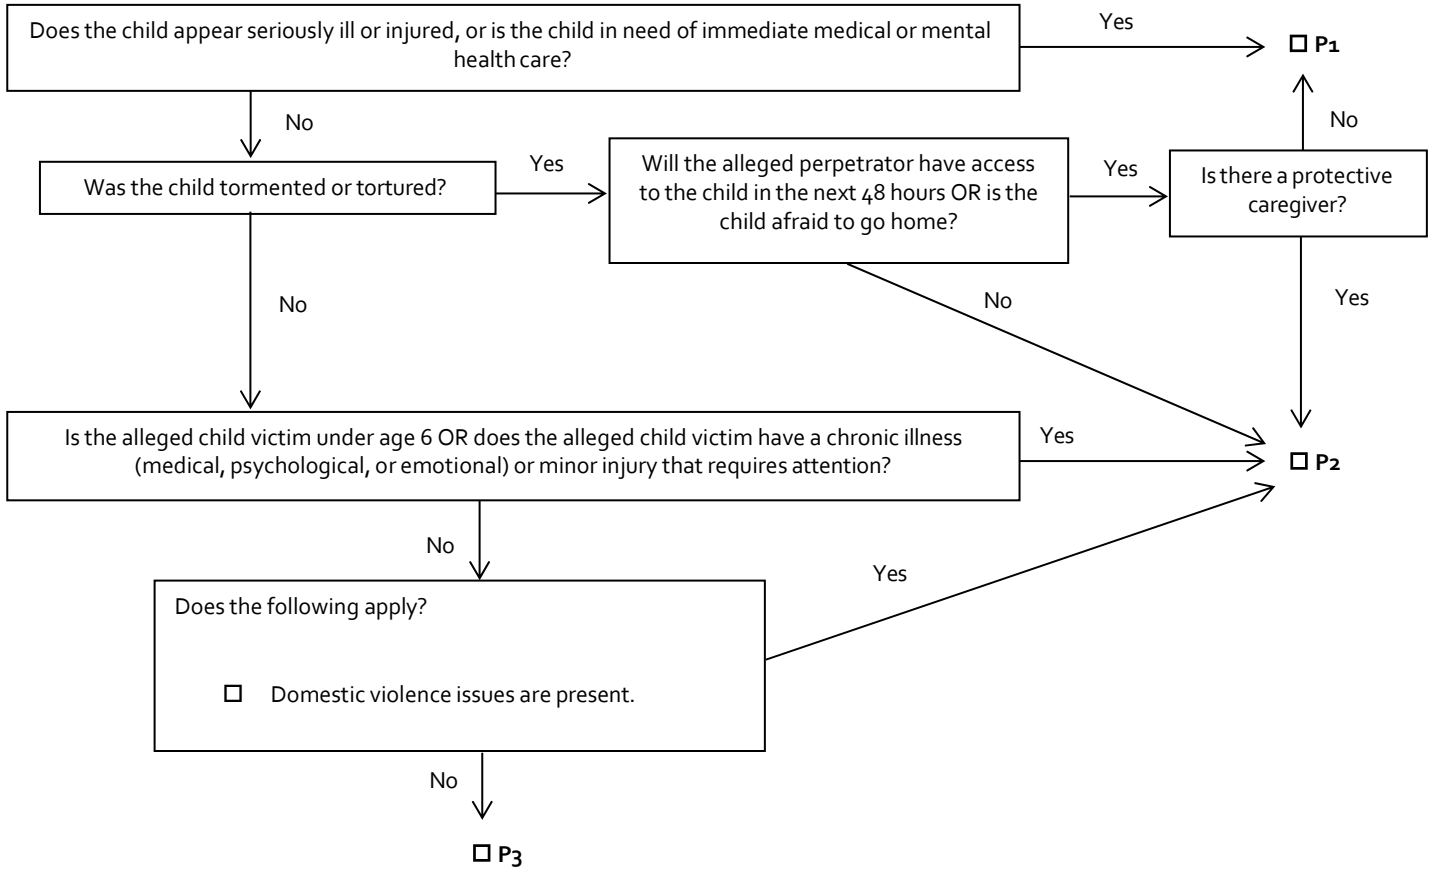 Does the child appear seriously ill or injured, or is the child in need of immediate medical or mental
health care?
Yes
P1
No
No
Was the child tormented or tortured?
Yes
Will the alleged perpetrator have access
to the child in the next 48 hours OR is the
child afraid to go home?
Yes
Is there a protective
caregiver?
No
No
Yes
Is the alleged child victim under age 6 OR does the alleged child victim have a chronic illness
(medical, psychological, or emotional) or minor injury that requires attention?
Yes
P2
No
Yes
Does the following apply?
Domestic violence issues are present.
No
P3